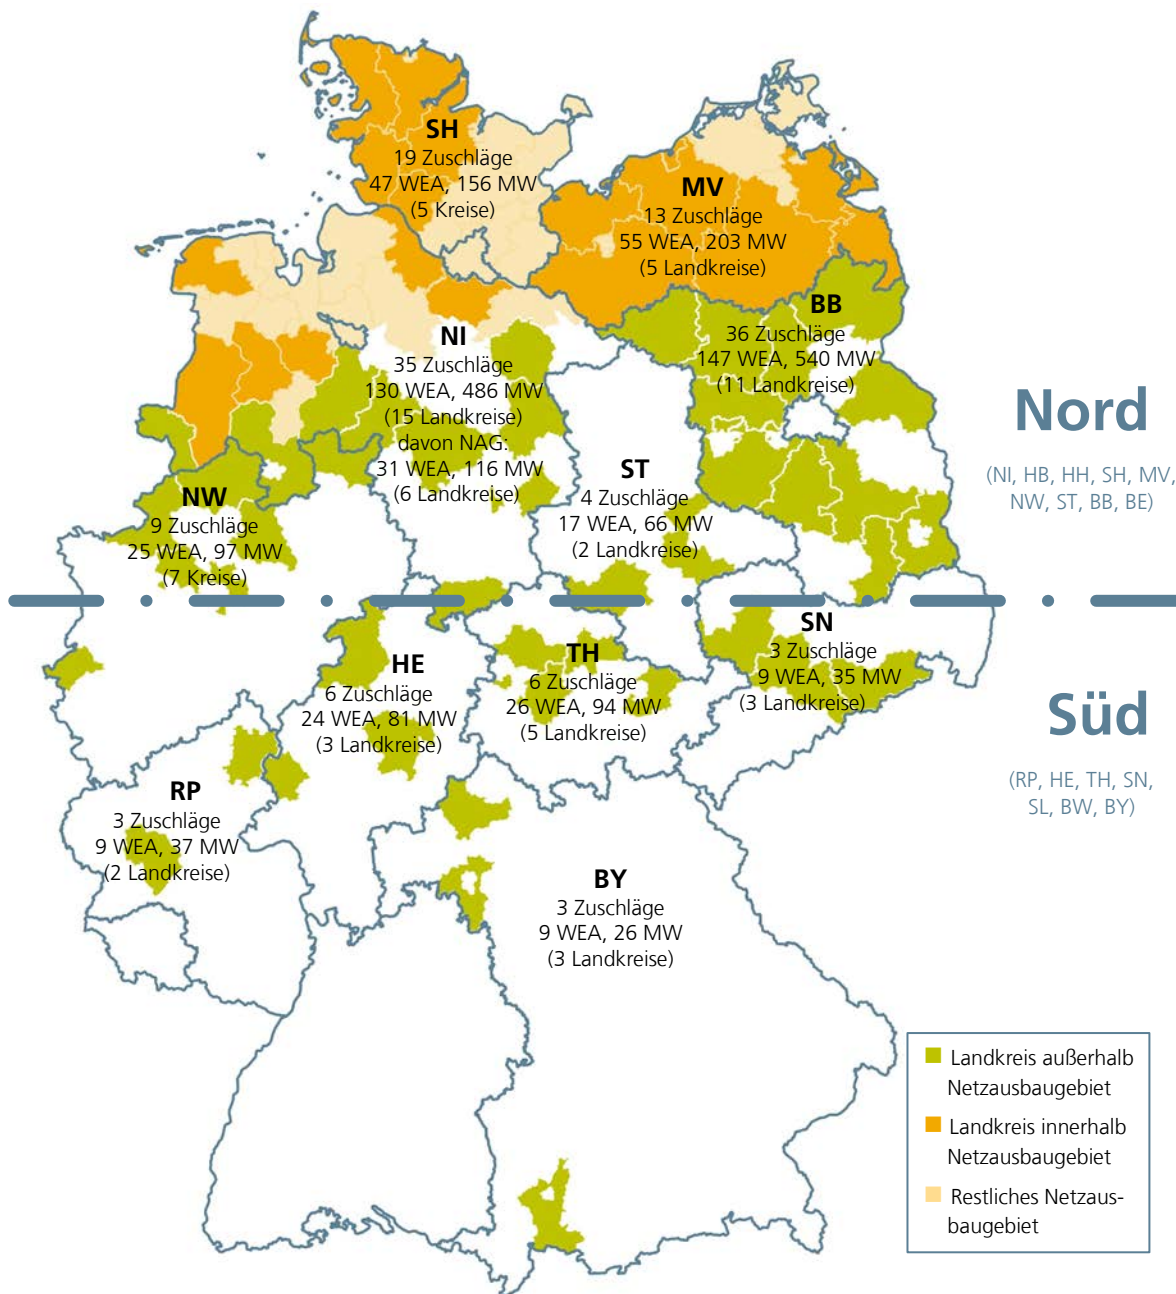 SH
19 Zuschläge
47 WEA, 156 MW
(5 Kreise)
MV
13 Zuschläge
55 WEA, 203 MW
(5 Landkreise)
BB
36 Zuschläge
147 WEA, 540 MW
(11 Landkreise)
NI
35 Zuschläge
130 WEA, 486 MW
(15 Landkreise)
davon NAG:
31 WEA, 116 MW
(6 Landkreise)
Nord
(NI, HB, HH, SH, MV,
NW, ST, BB, BE)
ST
4 Zuschläge
17 WEA, 66 MW
(2 Landkreise)
NW
9 Zuschläge
25 WEA, 97 MW
(7 Kreise)
SN
3 Zuschläge
9 WEA, 35 MW
(3 Landkreise)
HE
6 Zuschläge
24 WEA, 81 MW
(3 Landkreise)
TH
6 Zuschläge
26 WEA, 94 MW
(5 Landkreise)
Süd
(RP, HE, TH, SN,
SL, BW, BY)
RP
3 Zuschläge
9 WEA, 37 MW
(2 Landkreise)
BY
3 Zuschläge
9 WEA, 26 MW
(3 Landkreise)
Landkreis außerhalb
Netzausbaugebiet
Landkreis innerhalb
Netzausbaugebiet
Restliches Netzaus-
baugebiet